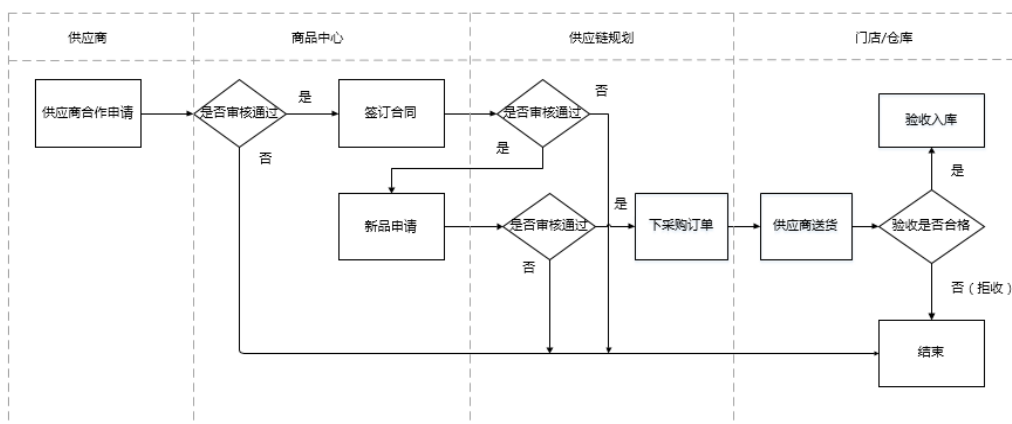 供应商
商品中心
供应链规划
门店/仓库
供应商合作申请
是否审核通过
是
签订合同
是否审核通过
否
验收入库
否
是
是
新品申请
是否审核通过
是
下采购订单
供应商送货
验收是否合格
否
否（拒收）
结束